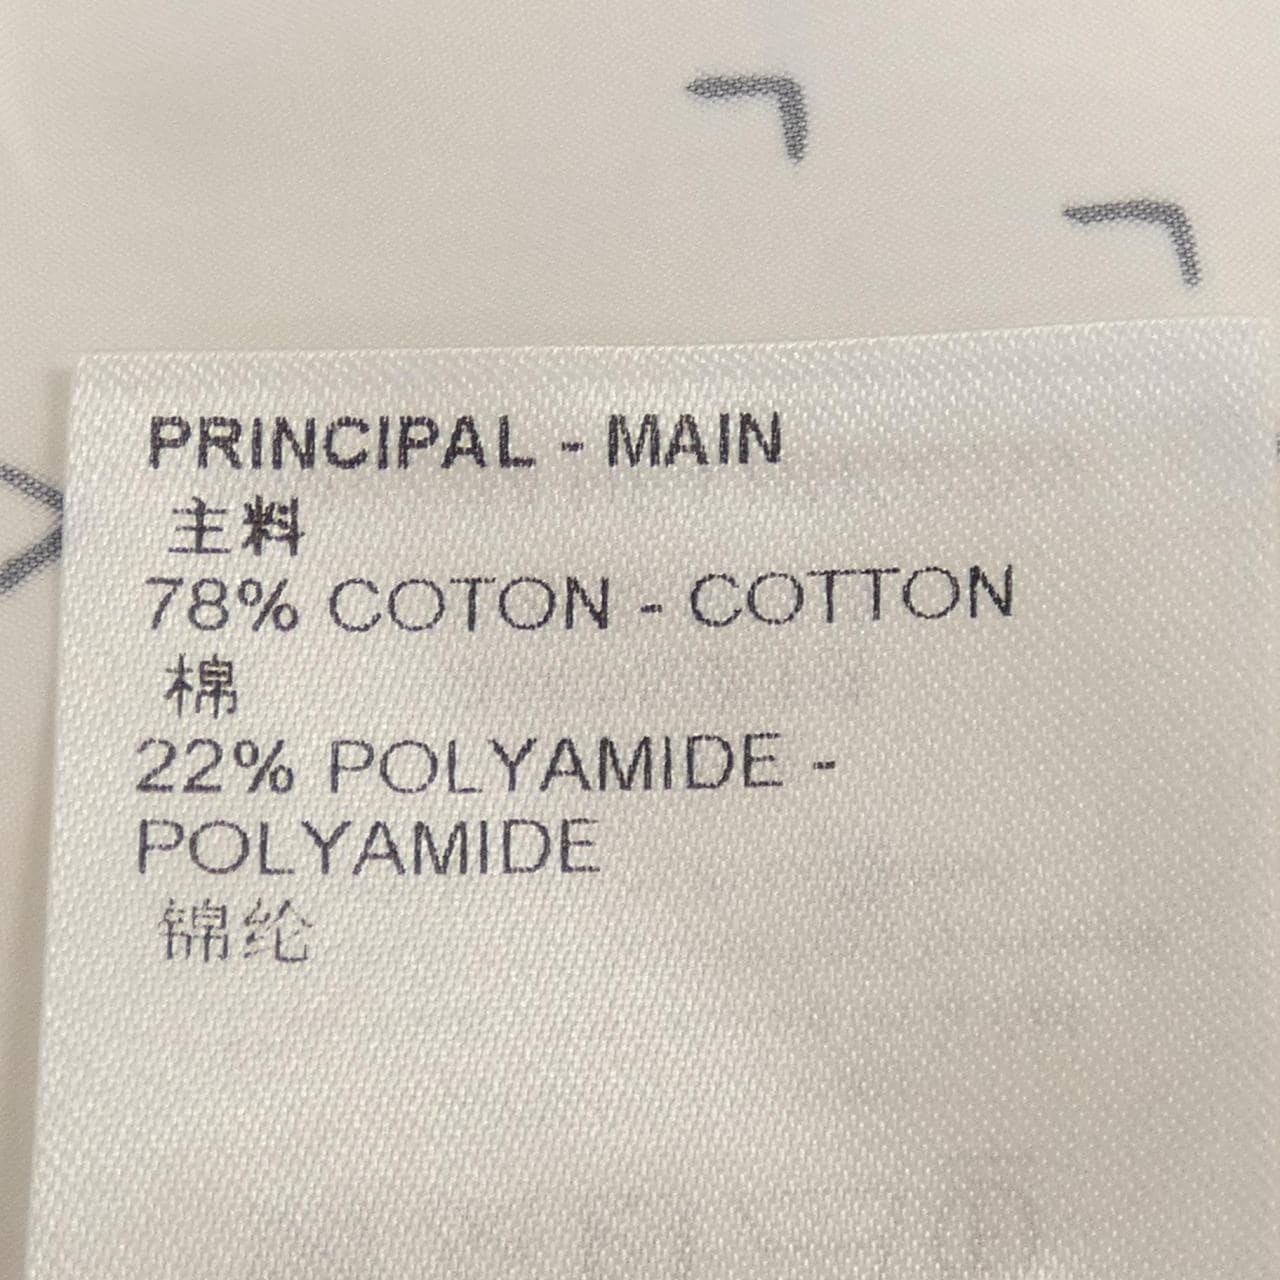 PRINCIPAL - MAIN
主料
78% COTON - COTTON
棉
22% POLYAMIDE -
POLYAMIDE
锦纶